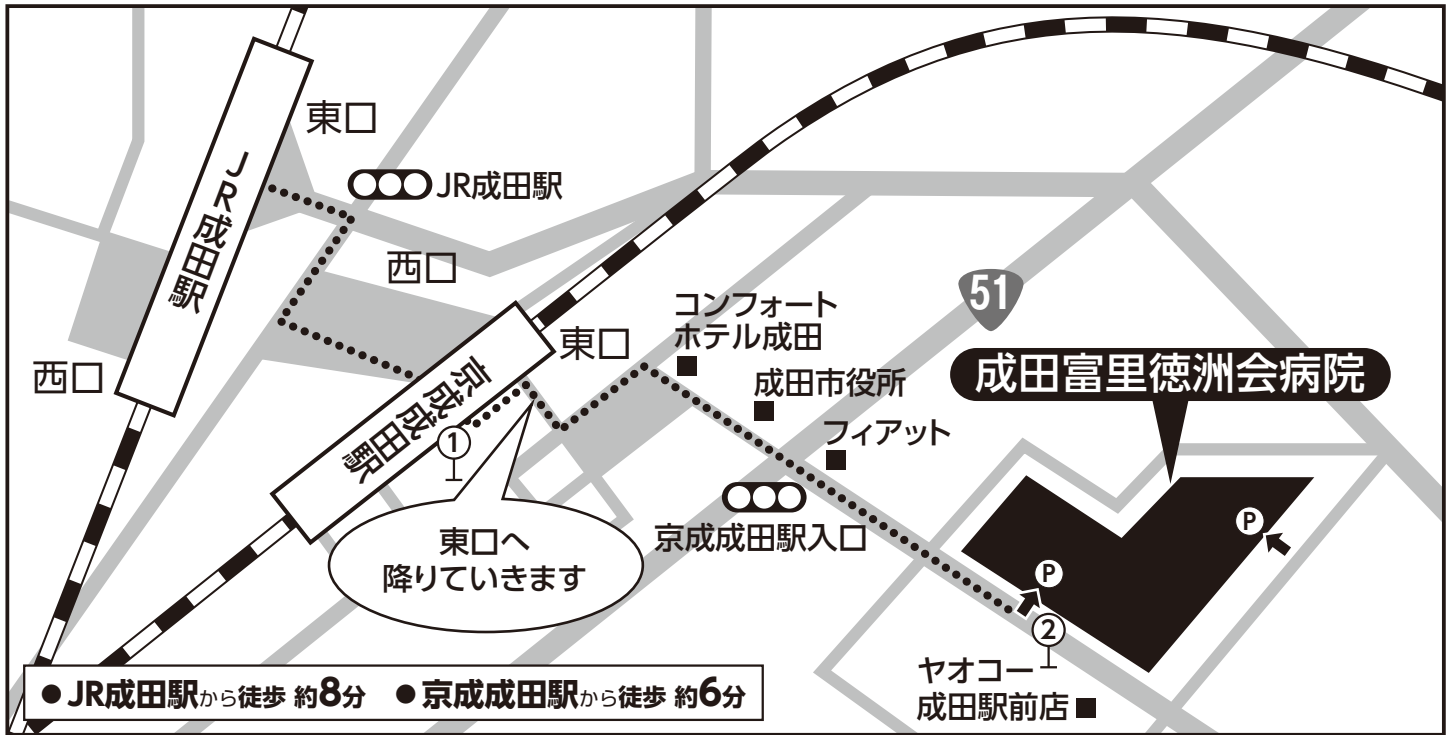 東口
JR成田駅
JR成田駅
西口
西口
51
コンフォート
ホテル成田
東口
成田富里徳洲会病院
成田市役所
京成成田駅
フィアット
①
P
京成成田駅入口
東口へ
降りていきます
P
②
ヤオコー
成田駅前店
● JR成田駅から徒歩 約8分 ● 京成成田駅から徒歩 約6分